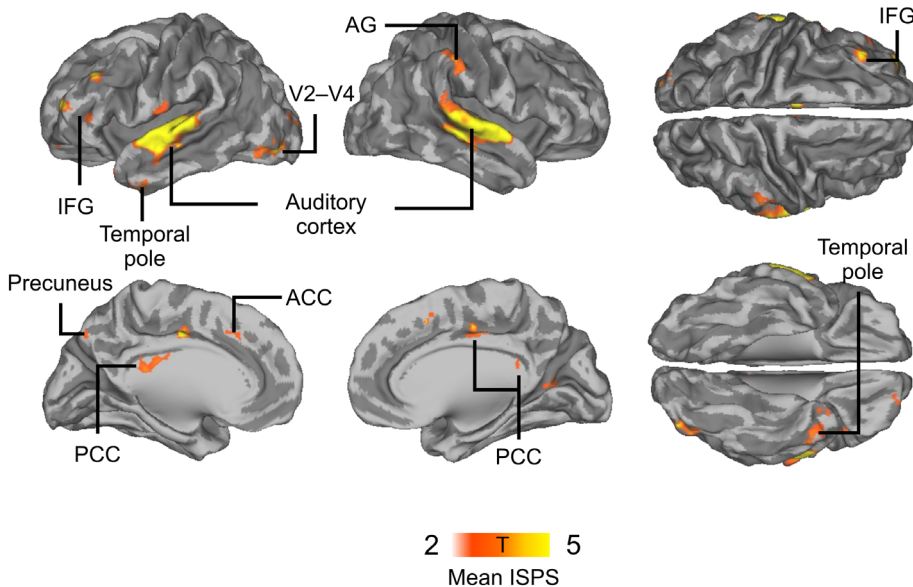 AG
IFG
V2–V4
IFG
Auditory
cortex
Temporal
pole
Temporal
pole
Precuneus
ACC
PCC
PCC
2 T 5
Mean ISPS